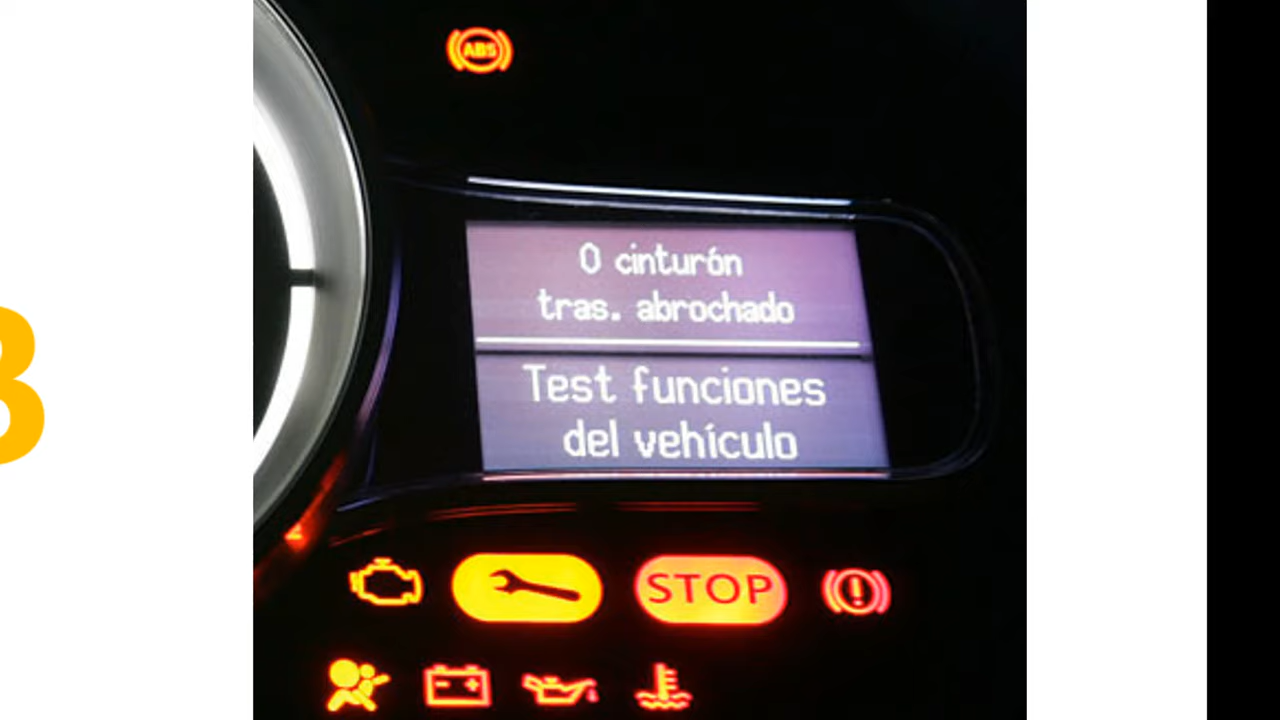 ABS
0 cinturón
tras. abrochado
Test funciones
del vehículo
STOP